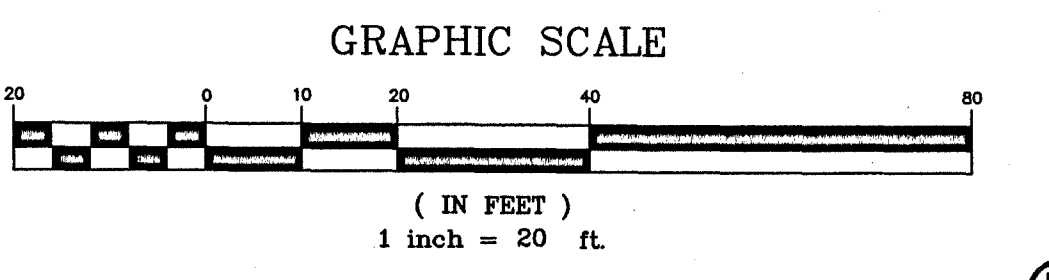 GRAPHIC SCALE
20 0 10 20 40 80
( IN FEET )
1 inch = 20 ft.